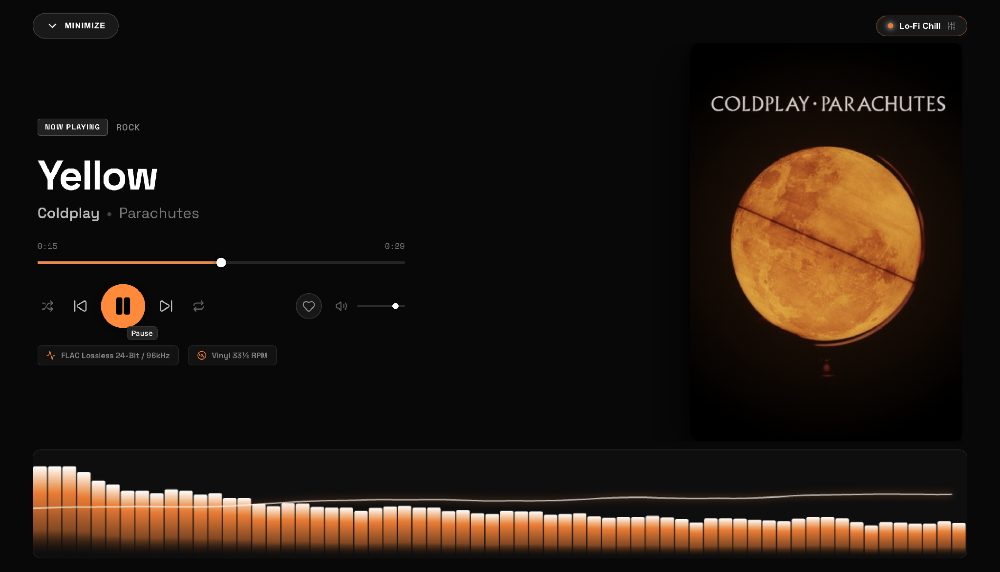 MINIMIZE
Lo-Fi Chill
COLDPLAY · PARACHUTES
NOW PLAYING ROCK
Yellow
Coldplay • Parachutes
0:15 0:29
Pause
FLAC Lossless 24-Bit / 96kHz Vinyl 33⅓ RPM